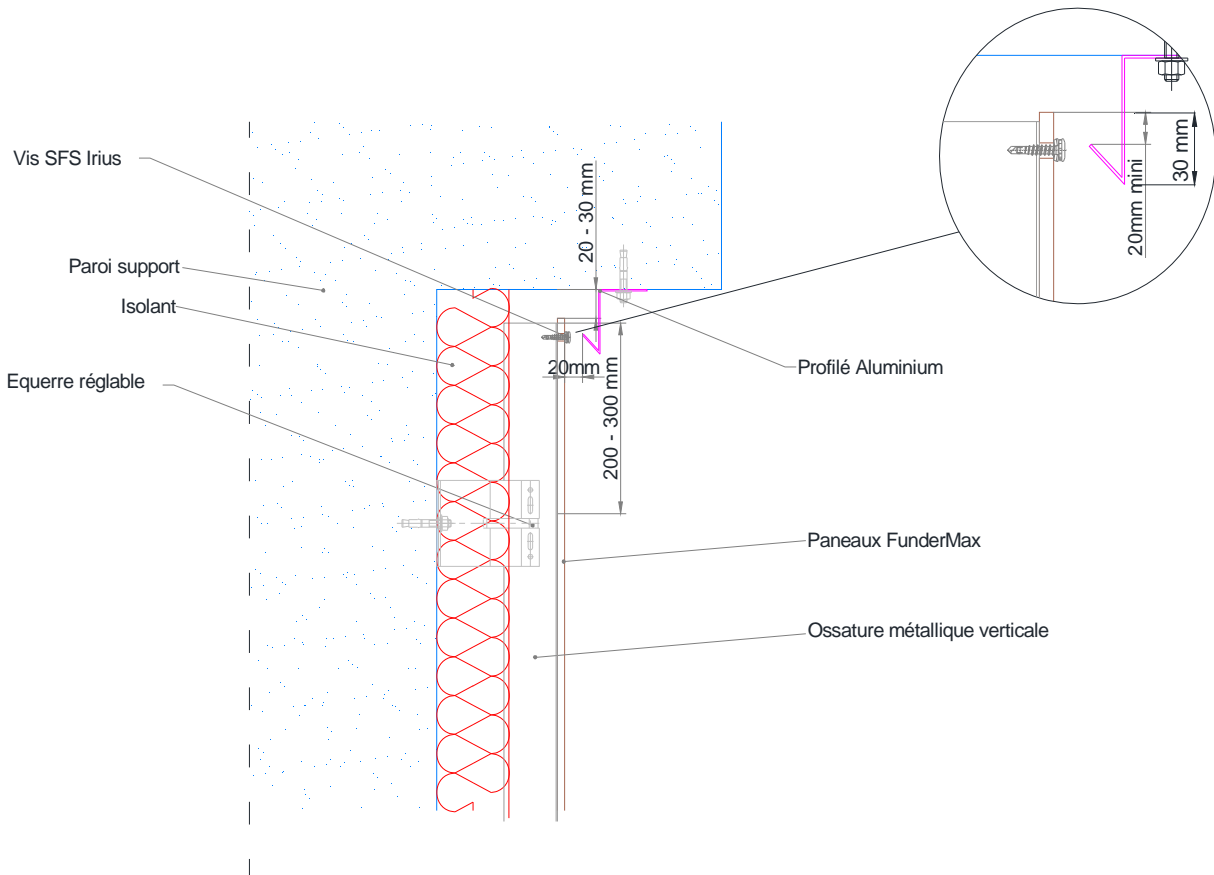 Vis SFS Irius
Paroi support
Isolant
Equerre réglable
20 - 30 mm
20mm
200 - 300 mm
20mm mini
30 mm
Profilé Aluminium
Paneaux FunderMax
Ossature métallique verticale